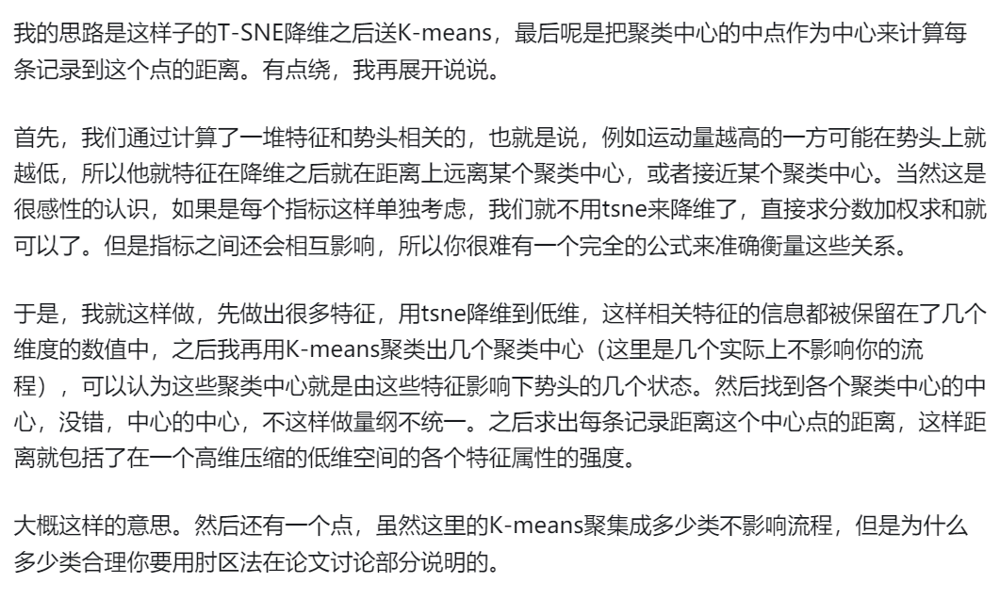 我的思路是这样子的T-SNE降维之后送K-means，最后呢是把聚类中心的中点作为中心来计算每
条记录到这个点的距离。有点绕，我再展开说说。
首先，我们通过计算了一堆特征和势头相关的，也就是说，例如运动量越高的一方可能在势头上就
越低，所以他就特征在降维之后就在距离上远离某个聚类中心，或者接近某个聚类中心。当然这是
很感性的认识，如果是每个指标这样单独考虑，我们就不用tsne来降维了，直接求分数加权求和就
可以了。但是指标之间还会相互影响，所以你很难有一个完全的公式来准确衡量这些关系。
于是，我就这样做，先做出很多特征，用tsne降维到低维，这样相关特征的信息都被保留在了几个
维度的数值中，之后我再用K-means聚类出几个聚类中心（这里是几个实际上不影响你的流
程），可以认为这些聚类中心就是由这些特征影响下势头的几个状态。然后找到各个聚类中心的中
心，没错，中心的中心，不这样做量纲不统一。之后求出每条记录距离这个中心点的距离，这样距
离就包括了在一个高维压缩的低维空间的各个特征属性的强度。
大概这样的意思。然后还有一个点，虽然这里的K-means聚集成多少类不影响流程，但是为什么
多少类合理你要用肘区法在论文讨论部分说明的。